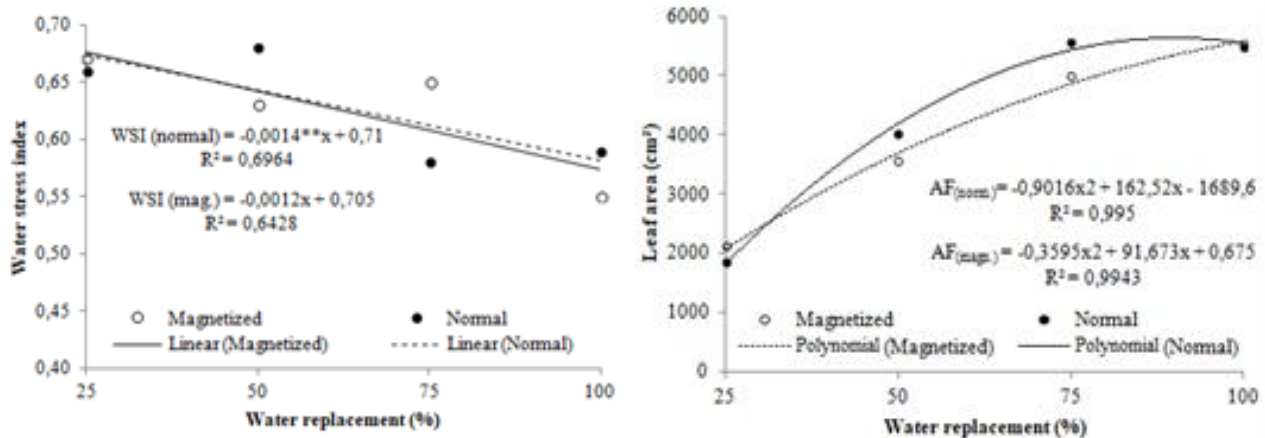 Water stress index
0,70
0,65
0,60
0,55
0,50
0,45
0,40
WSI (normal) = -0,0014**x + 0,71
R² = 0,6964
WSI (mag.) = -0,0012x + 0,705
R² = 0,6428
Magnetized
Normal
Linear (Magnetized)
Linear (Normal)
25
50
75
100
Water replacement (%)
Leaf area (cm²)
6000
5000
4000
3000
2000
1000
0
AF(norm.)= -0,9016x2 + 162,52x - 1689,6
R² = 0,995
AF(magn.)= -0,3595x2 + 91,673x + 0,675
R² = 0,9943
Magnetized
Normal
Polynomial (Magnetized)
Polynomial (Normal)
25
50
75
100
Water replacement (%)